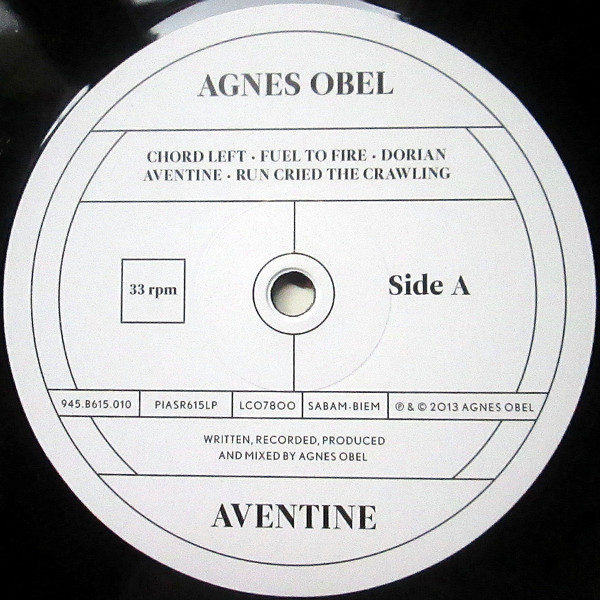 AGNES OBEL
CHORD LEFT • FUEL TO FIRE • DORIAN
AVENTINE • RUN CRIED THE CRAWLING
33 rpm
Side A
945.B615.010 PIASR615LP LC07800 SABAM-BIEM ℗ & © 2013 AGNES OBEL
WRITTEN, RECORDED, PRODUCED
AND MIXED BY AGNES OBEL
AVENTINE